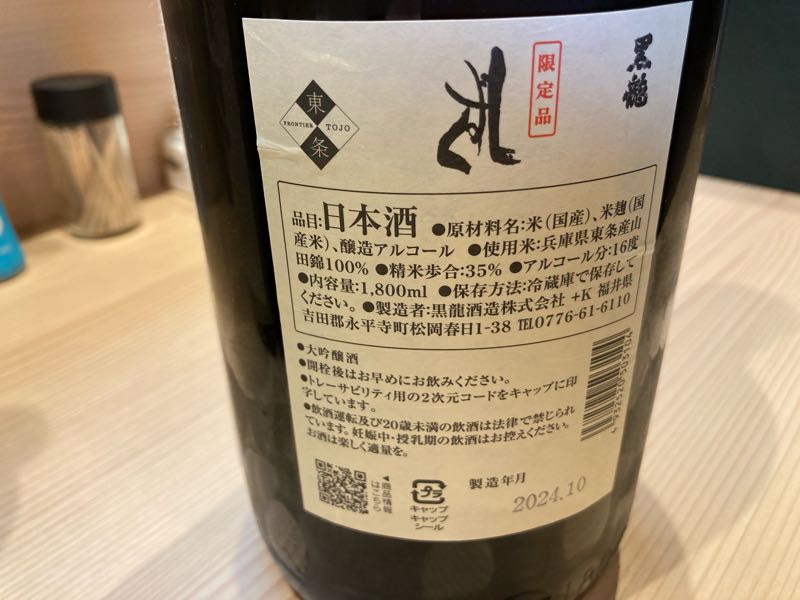 黒龍
限定品
東
FRONTIER TOJO
条
品目:日本酒 ●原材料名:米(国産)、米麹(国
産米)、醸造アルコール ●使用米:兵庫県東条産山
田錦100% ●精米歩合:35% ●アルコール分:16度
●内容量:1,800ml ●保存方法:冷蔵庫で保存して
ください。 ●製造者:黒龍酒造株式会社 +K 福井県
吉田郡永平寺町松岡春日1-38 TEL0776-61-6110
●大吟醸酒
●開栓後はお早めにお飲みください。
●トレーサビリティ用の2次元コードをキャップに印
字しています。
●飲酒運転及び20歳未満の飲酒は法律で禁じられ
ています。妊娠中・授乳期の飲酒はお控えください。
お酒は楽しく適量を。
▲商品情報
はこちら
プラ
キャップ
キャップ
シール
製造年月
2024.10